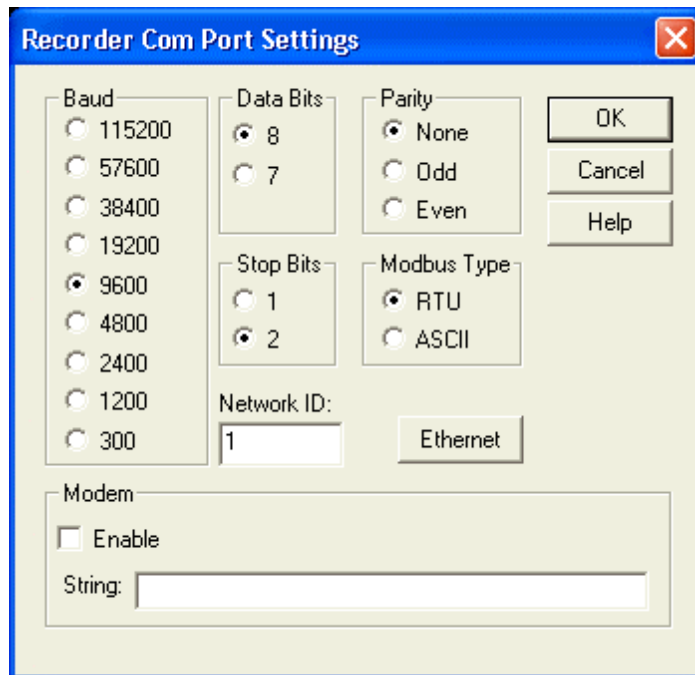 Recorder Com Port Settings
Baud
115200
57600
38400
19200
9600
4800
2400
1200
300
Data Bits
8
7
Parity
None
Odd
Even
OK
Cancel
Help
Stop Bits
1
2
Modbus Type
RTU
ASCII
Network ID:
1
Ethernet
Modem
Enable
String: